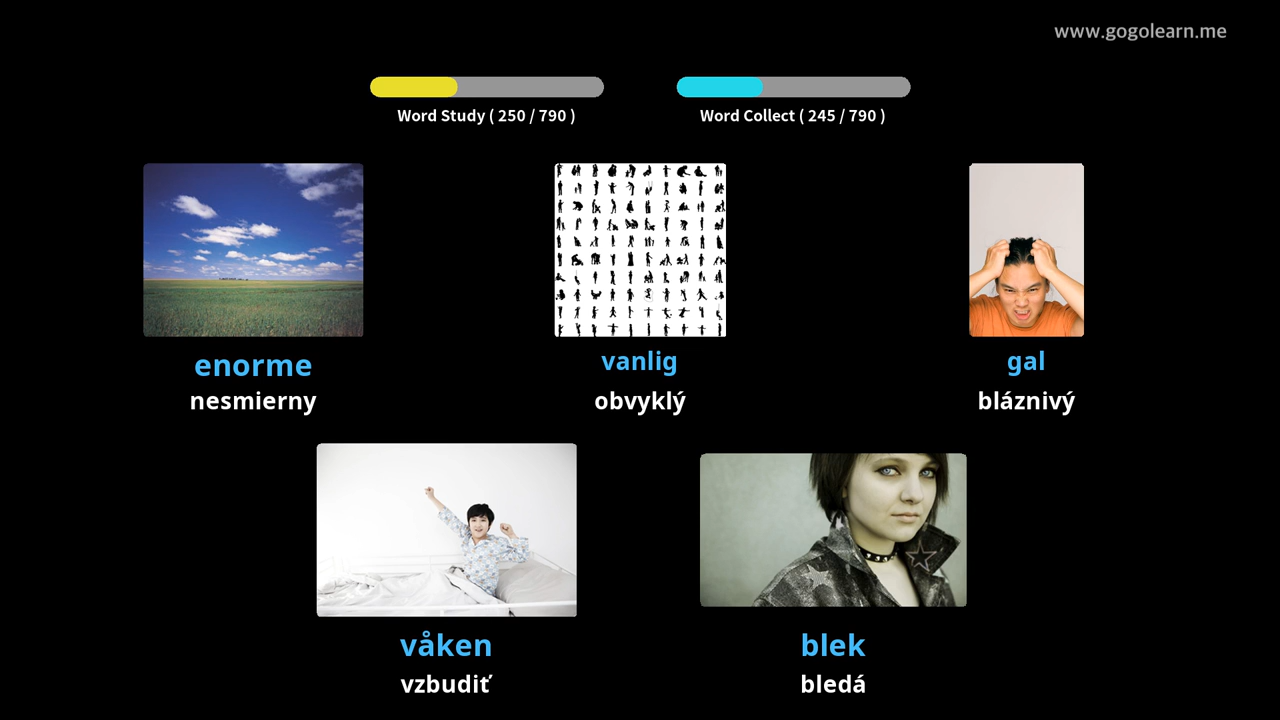 www.gogolearn.me
Word Study ( 250 / 790 )
Word Collect ( 245 / 790 )
enorme
nesmierny
vanlig
obvyklý
gal
bláznivý
våken
vzbudiť
blek
bledá